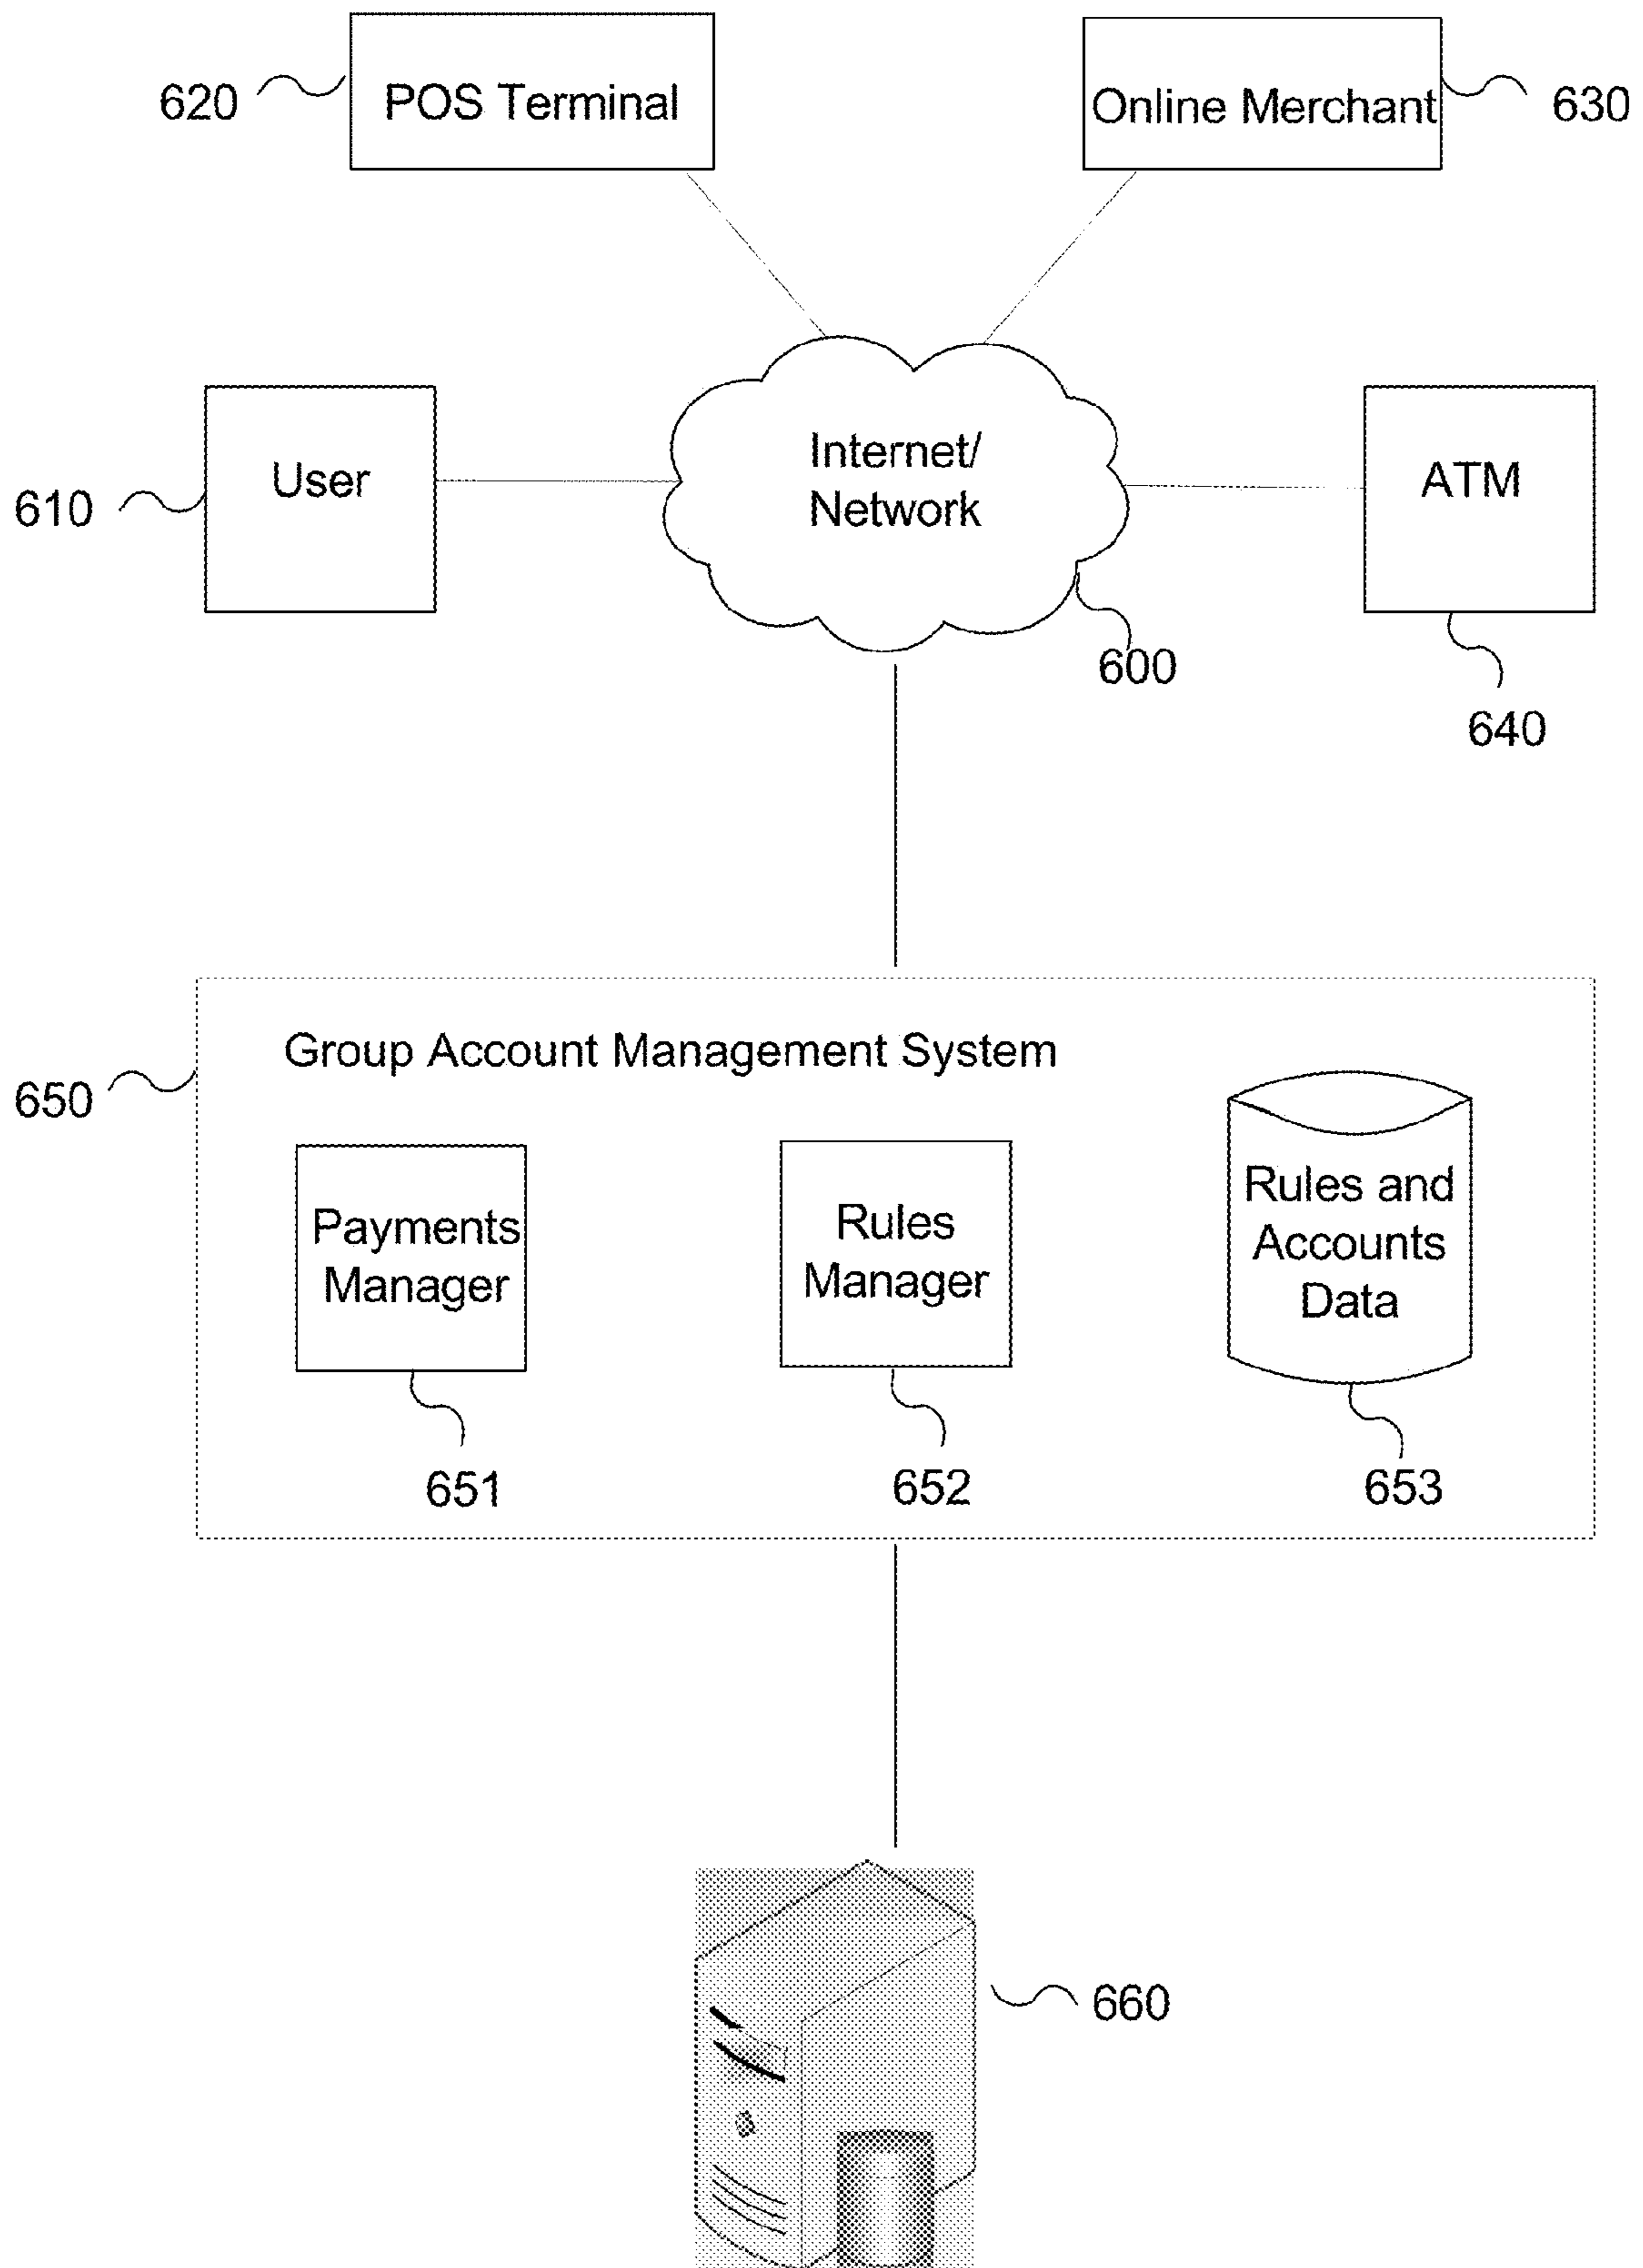 620
POS Terminal
Online Merchant
630
610
User
Internet/
Network
ATM
600
640
650
Group Account Management System
Payments
Manager
Rules
Manager
Rules and
Accounts
Data
651
652
653
660